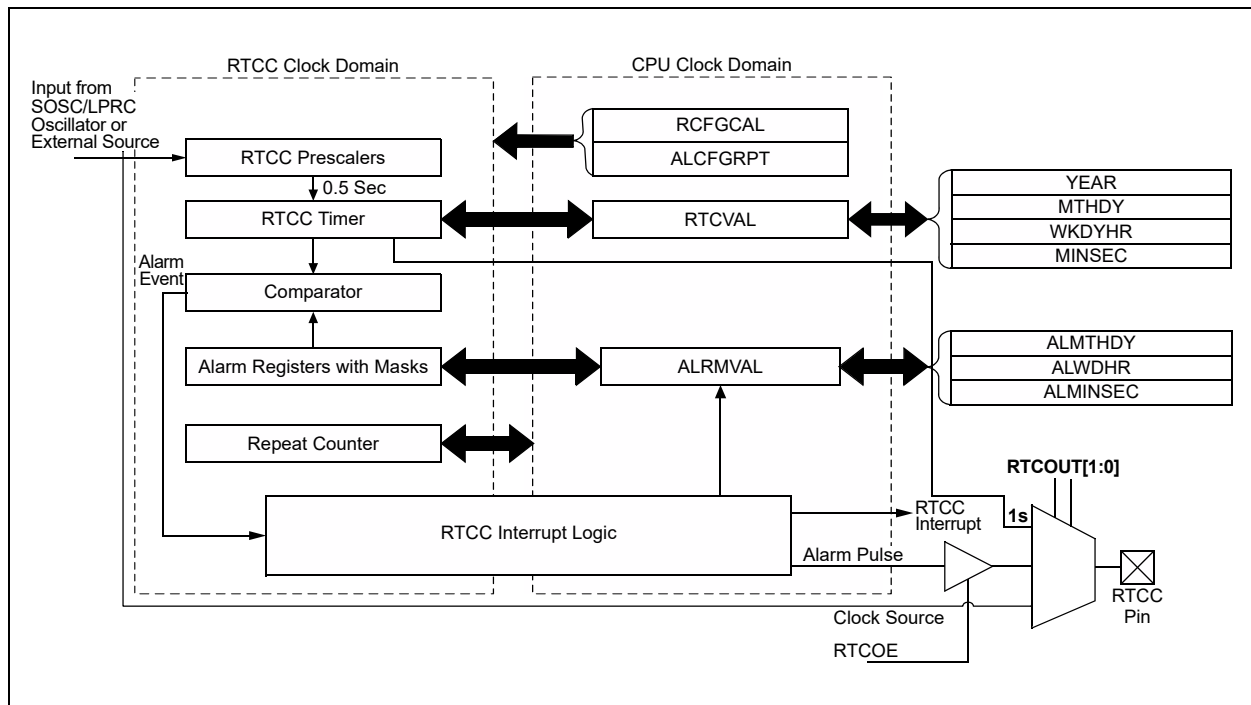 RTCC Clock Domain
CPU Clock Domain
Input from
SOSC/LPRC
Oscillator or
External Source
RCFGCAL
ALCFGRPT
RTCC Prescalers
0.5 Sec
RTCC Timer
RTCVAL
YEAR
MTHDY
WKDYHR
MINSEC
Alarm
Event
Comparator
Alarm Registers with Masks
ALRMVAL
ALMTHDY
ALWDHR
ALMINSEC
Repeat Counter
RTCOUT[1:0]
RTCC Interrupt Logic
RTCC
Interrupt
1s
Alarm Pulse
RTCC
Pin
Clock Source
RTCOE